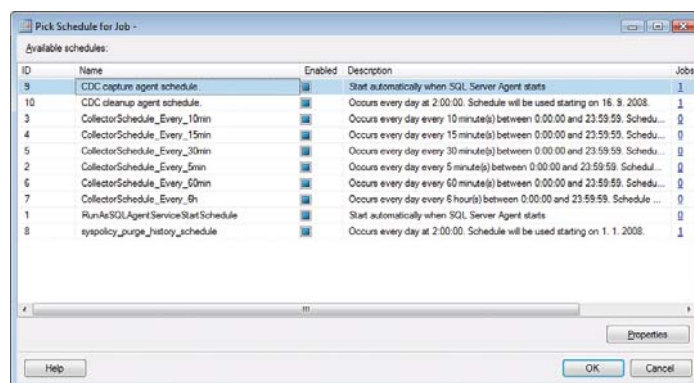 Pick Schedule for Job -
Available schedules:
ID Name Enabled Description Jobs
9 CDC capture agent schedule. Start automatically when SQL Server Agent starts 1
10 CDC cleanup agent schedule. Occurs every day at 2:00:00. Schedule will be used starting on 16. 9. 2008. 1
3 CollectorSchedule_Every_10min Occurs every day every 10 minute(s) between 0:00:00 and 23:59:59. Schedu... 0
4 CollectorSchedule_Every_15min Occurs every day every 15 minute(s) between 0:00:00 and 23:59:59. Schedu... 0
5 CollectorSchedule_Every_30min Occurs every day every 30 minute(s) between 0:00:00 and 23:59:59. Schedu... 0
2 CollectorSchedule_Every_5min Occurs every day every 5 minute(s) between 0:00:00 and 23:59:59. Schedul... 0
6 CollectorSchedule_Every_60min Occurs every day every 60 minute(s) between 0:00:00 and 23:59:59. Schedu... 0
7 CollectorSchedule_Every_6h Occurs every day every 6 hour(s) between 0:00:00 and 23:59:59. Schedule ... 0
1 RunAsSQLAgentServiceStartSchedule Start automatically when SQL Server Agent starts 0
8 syspolicy_purge_history_schedule Occurs every day at 2:00:00. Schedule will be used starting on 1. 1. 2008. 1
Properties
Help OK Cancel